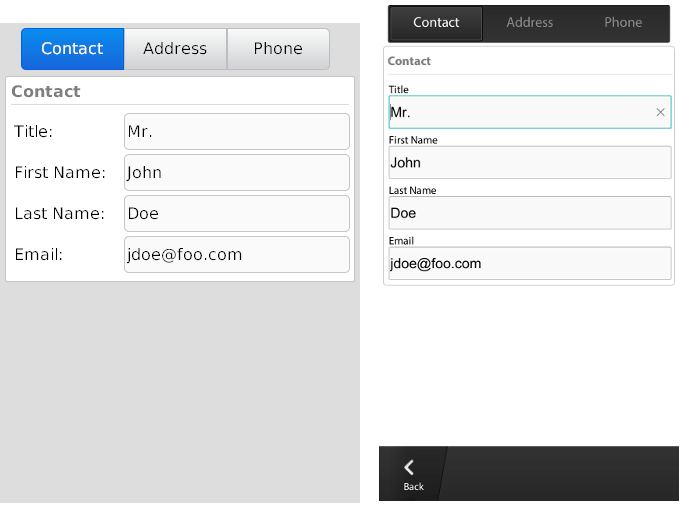 Contact Address Phone
Contact
Title: Mr.
First Name: John
Last Name: Doe
Email: jdoe@foo.com
Contact Address Phone
Contact
Title
Mr.
First Name
John
Last Name
Doe
Email
jdoe@foo.com
Back